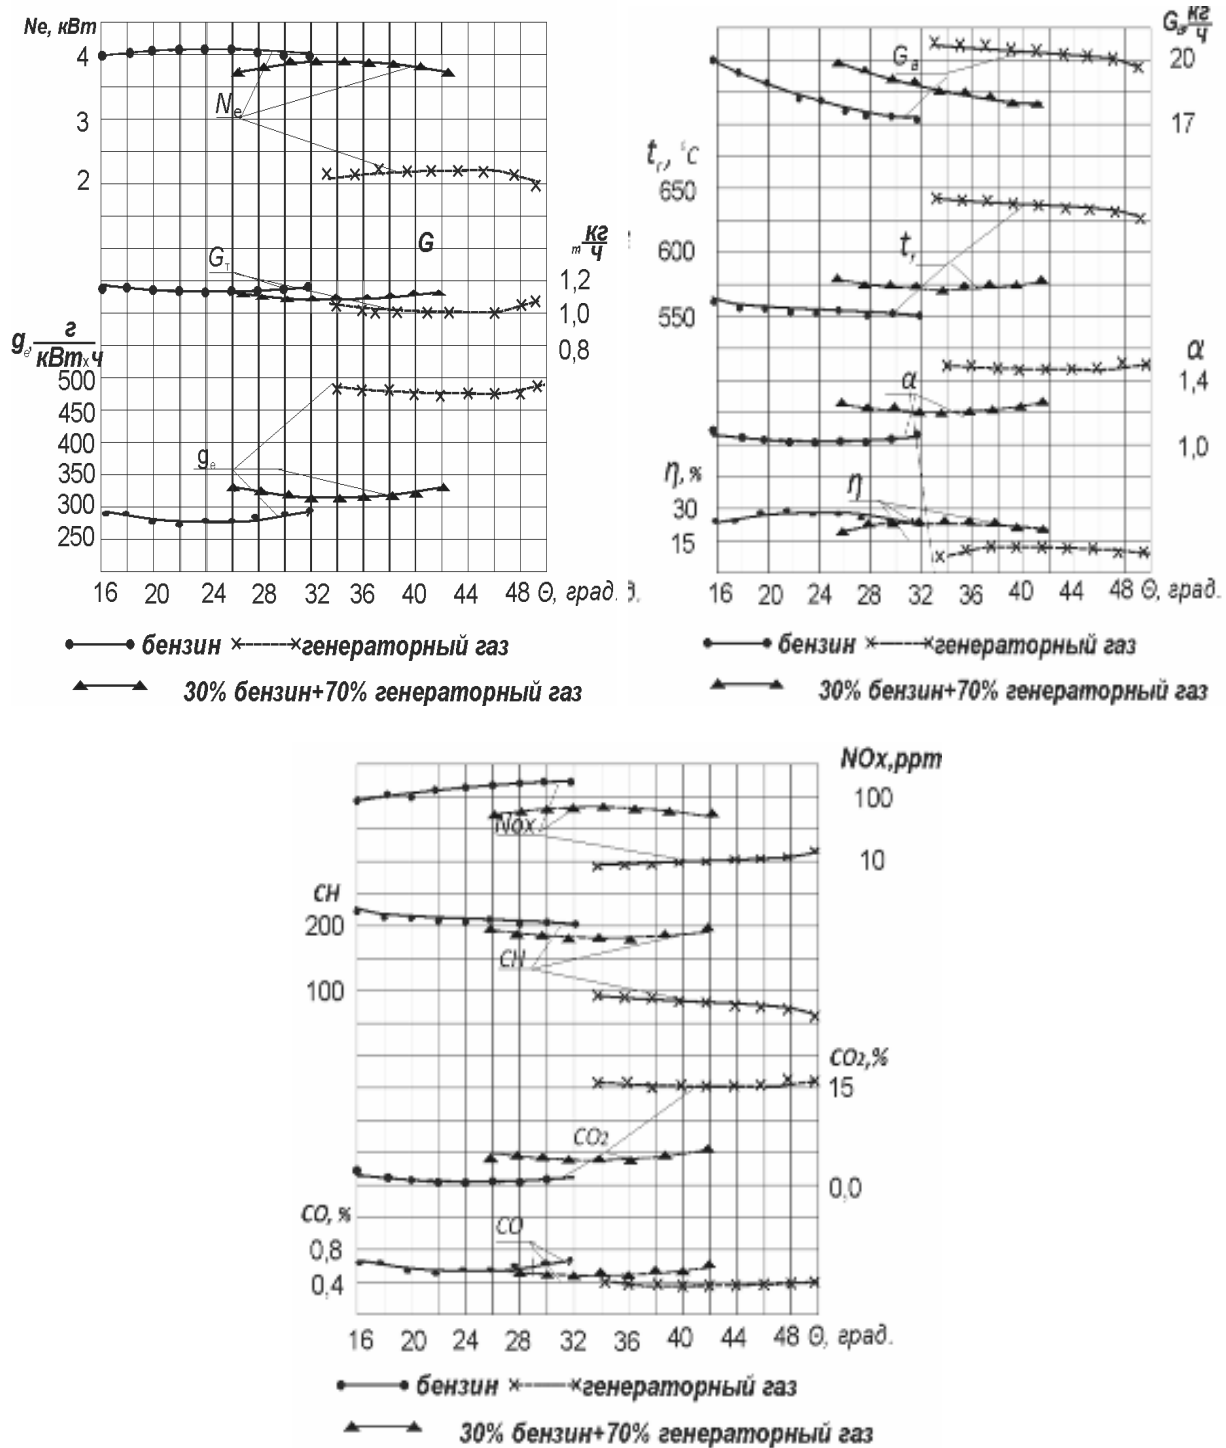 Ne, кВт
4
3
2
Ne
G
т кг/ч
Gт
1,2
1,0
0,8
ge, г/кВтхч
500
450
400
350
300
250
ge
16 20 24 28 32 36 40 44 48 Θ, град.
бензин генераторный газ
30% бензин+70% генераторный газ
Gв, кг/ч
20
17
Gв
tг, °C
650
600
550
tг
α
1,4
1,0
α
η, %
30
15
η
16 20 24 28 32 36 40 44 48 Θ, град.
бензин генераторный газ
30% бензин+70% генераторный газ
NOx,ppm
100
10
Nox
CH
200
100
CH
CO2,%
15
0,0
CO2
CO, %
0,8
0,4
CO
16 20 24 28 32 36 40 44 48 Θ, град.
бензин генераторный газ
30% бензин+70% генераторный газ